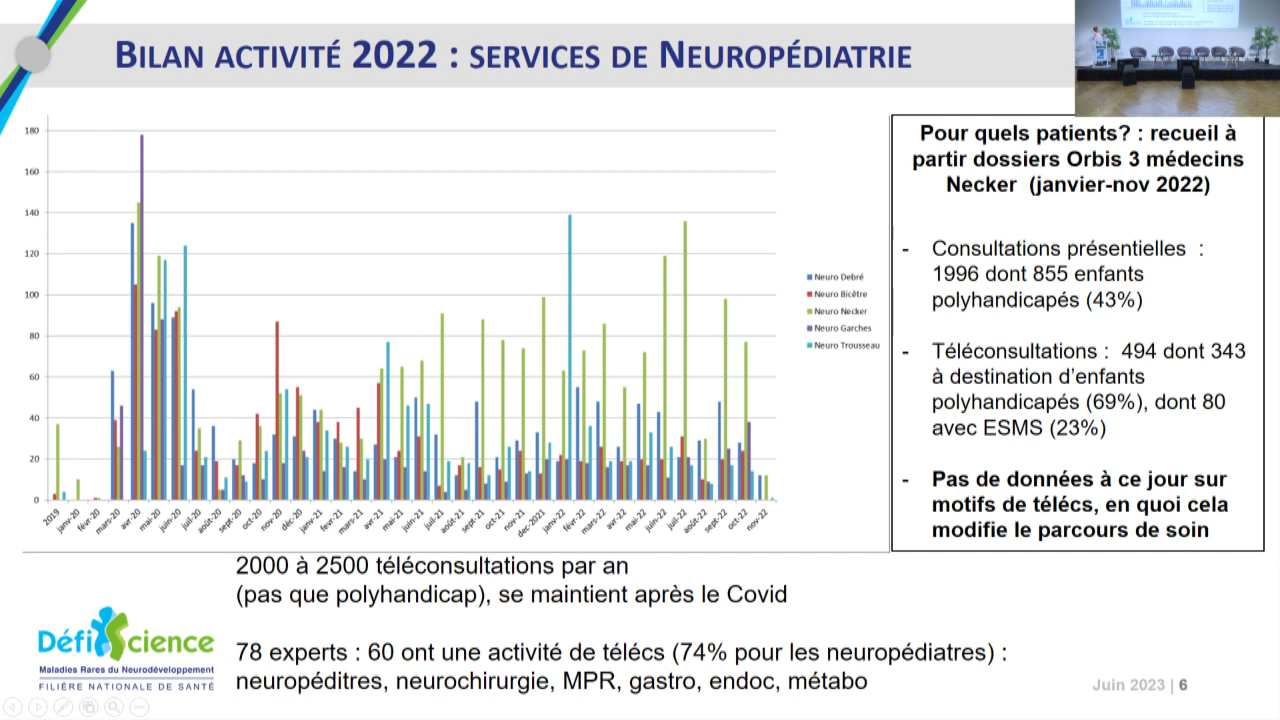 BILAN ACTIVITÉ 2022 : SERVICES DE NEUROPÉDIATRIE
180
160
140
120
100
80
60
40
20
0
2019
janv.-20
févr.-20
mars-20
avr.-20
mai-20
juin-20
juil.-20
août-20
sept.-20
oct.-20
nov.-20
déc.-20
janv.-21
févr.-21
mars-21
avr.-21
mai-21
juin-21
juil.-21
août-21
sept.-21
oct.-21
nov.-21
dec-2021
janv.-22
févr.-22
mars-22
avr.-22
mai-22
juin-22
juil.-22
août-22
sept.-22
oct.-22
nov.-22
Neuro Debré
Neuro Bicêtre
Neuro Necker
Neuro Garches
Neuro Trousseau
Pour quels patients? : recueil à
partir dossiers Orbis 3 médecins
Necker (janvier-nov 2022)
- Consultations présentielles :
1996 dont 855 enfants
polyhandicapés (43%)
- Téléconsultations : 494 dont 343
à destination d'enfants
polyhandicapés (69%), dont 80
avec ESMS (23%)
- Pas de données à ce jour sur
motifs de télécs, en quoi cela
modifie le parcours de soin
2000 à 2500 téléconsultations par an
(pas que polyhandicap), se maintient après le Covid
78 experts : 60 ont une activité de télécs (74% pour les neuropédiatres) :
neuropéditres, neurochirurgie, MPR, gastro, endoc, métabo
DéfiScience
Maladies Rares du Neurodéveloppement
FILIÈRE NATIONALE DE SANTÉ
Juin 2023 | 6